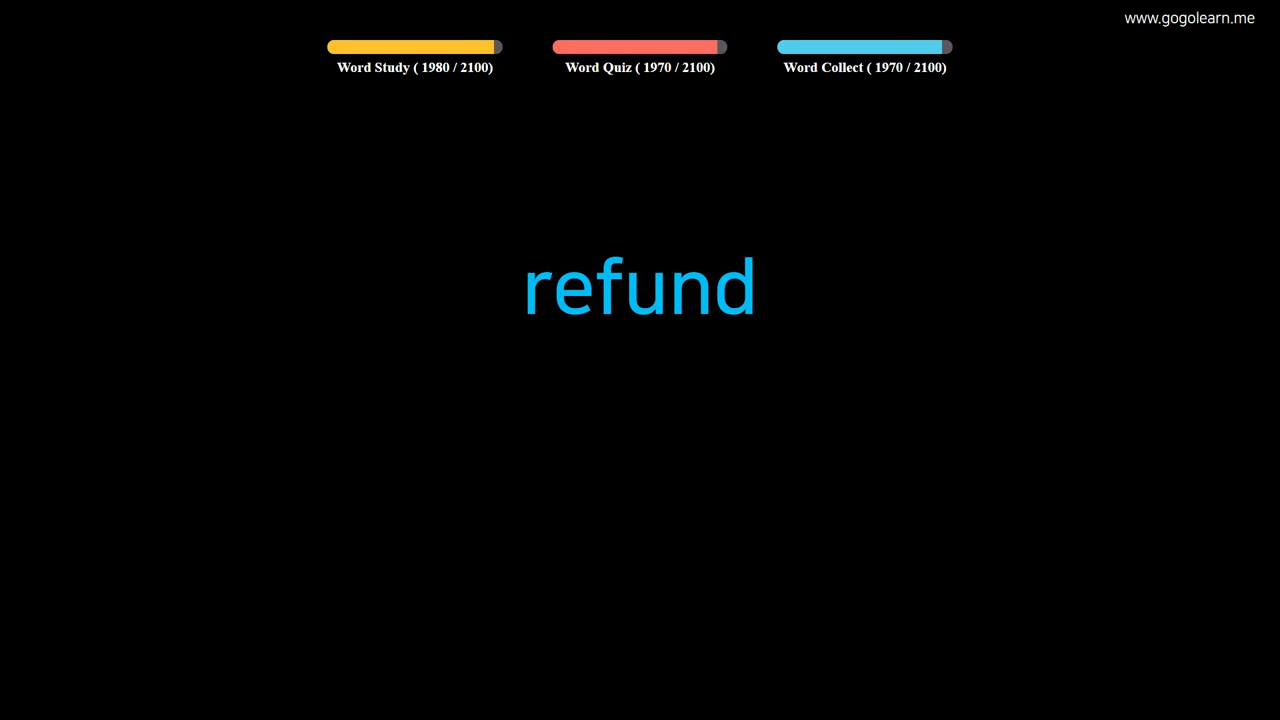 www.gogolearn.me
Word Study ( 1980 / 2100)
Word Quiz ( 1970 / 2100)
Word Collect ( 1970 / 2100)
refund